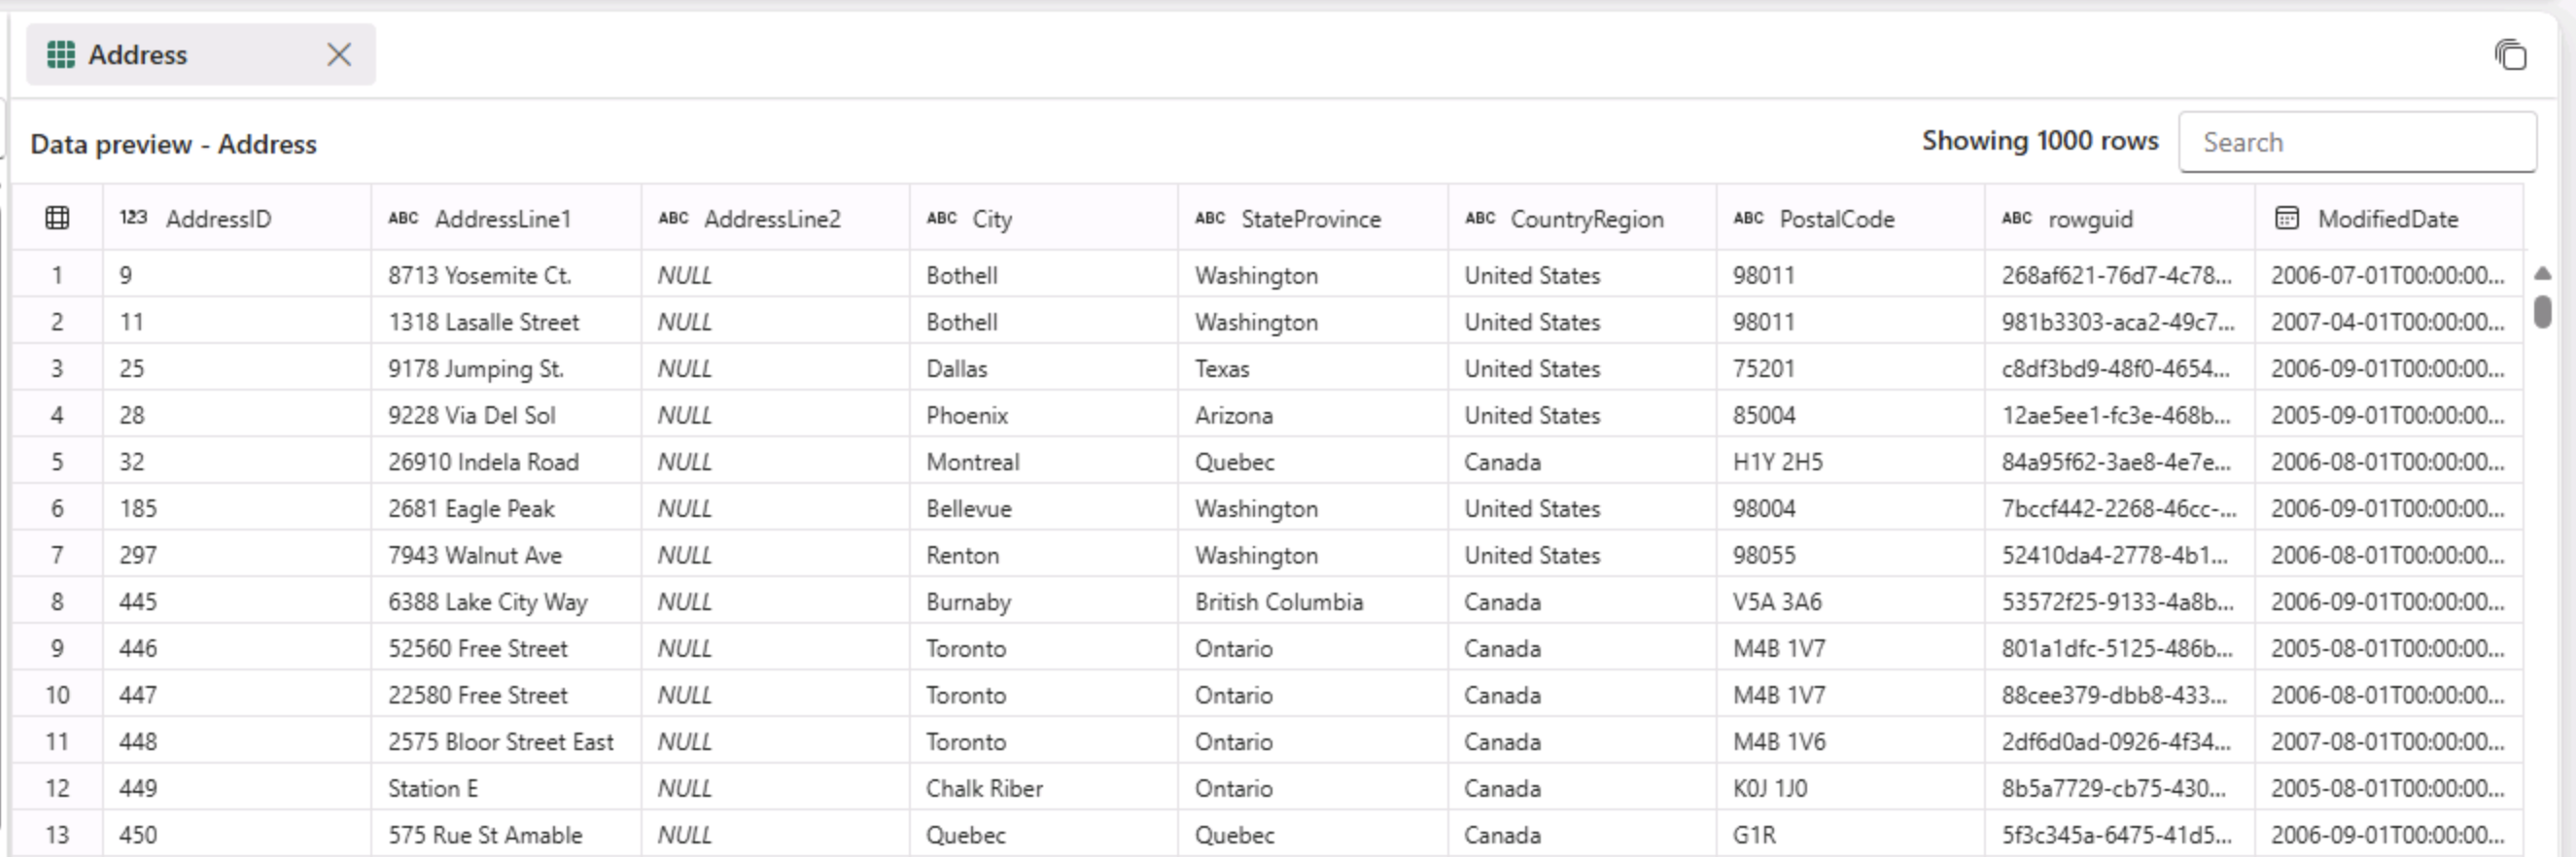 Address
Data preview - Address
Showing 1000 rows
Search
123 AddressID ABC AddressLine1 ABC AddressLine2 ABC City ABC StateProvince ABC CountryRegion ABC PostalCode ABC rowguid ModifiedDate
1 9 8713 Yosemite Ct. NULL Bothell Washington United States 98011 268af621-76d7-4c78... 2006-07-01T00:00:00...
2 11 1318 Lasalle Street NULL Bothell Washington United States 98011 981b3303-aca2-49c7... 2007-04-01T00:00:00...
3 25 9178 Jumping St. NULL Dallas Texas United States 75201 c8df3bd9-48f0-4654... 2006-09-01T00:00:00...
4 28 9228 Via Del Sol NULL Phoenix Arizona United States 85004 12ae5ee1-fc3e-468b... 2005-09-01T00:00:00...
5 32 26910 Indela Road NULL Montreal Quebec Canada H1Y 2H5 84a95f62-3ae8-4e7e... 2006-08-01T00:00:00...
6 185 2681 Eagle Peak NULL Bellevue Washington United States 98004 7bccf442-2268-46cc-... 2006-09-01T00:00:00...
7 297 7943 Walnut Ave NULL Renton Washington United States 98055 52410da4-2778-4b1... 2006-08-01T00:00:00...
8 445 6388 Lake City Way NULL Burnaby British Columbia Canada V5A 3A6 53572f25-9133-4a8b... 2006-09-01T00:00:00...
9 446 52560 Free Street NULL Toronto Ontario Canada M4B 1V7 801a1dfc-5125-486b... 2005-08-01T00:00:00...
10 447 22580 Free Street NULL Toronto Ontario Canada M4B 1V7 88cee379-dbb8-433... 2006-08-01T00:00:00...
11 448 2575 Bloor Street East NULL Toronto Ontario Canada M4B 1V6 2df6d0ad-0926-4f34... 2007-08-01T00:00:00...
12 449 Station E NULL Chalk Riber Ontario Canada K0J 1J0 8b5a7729-cb75-430... 2005-08-01T00:00:00...
13 450 575 Rue St Amable NULL Quebec Quebec Canada G1R 5f3c345a-6475-41d5... 2006-09-01T00:00:00...